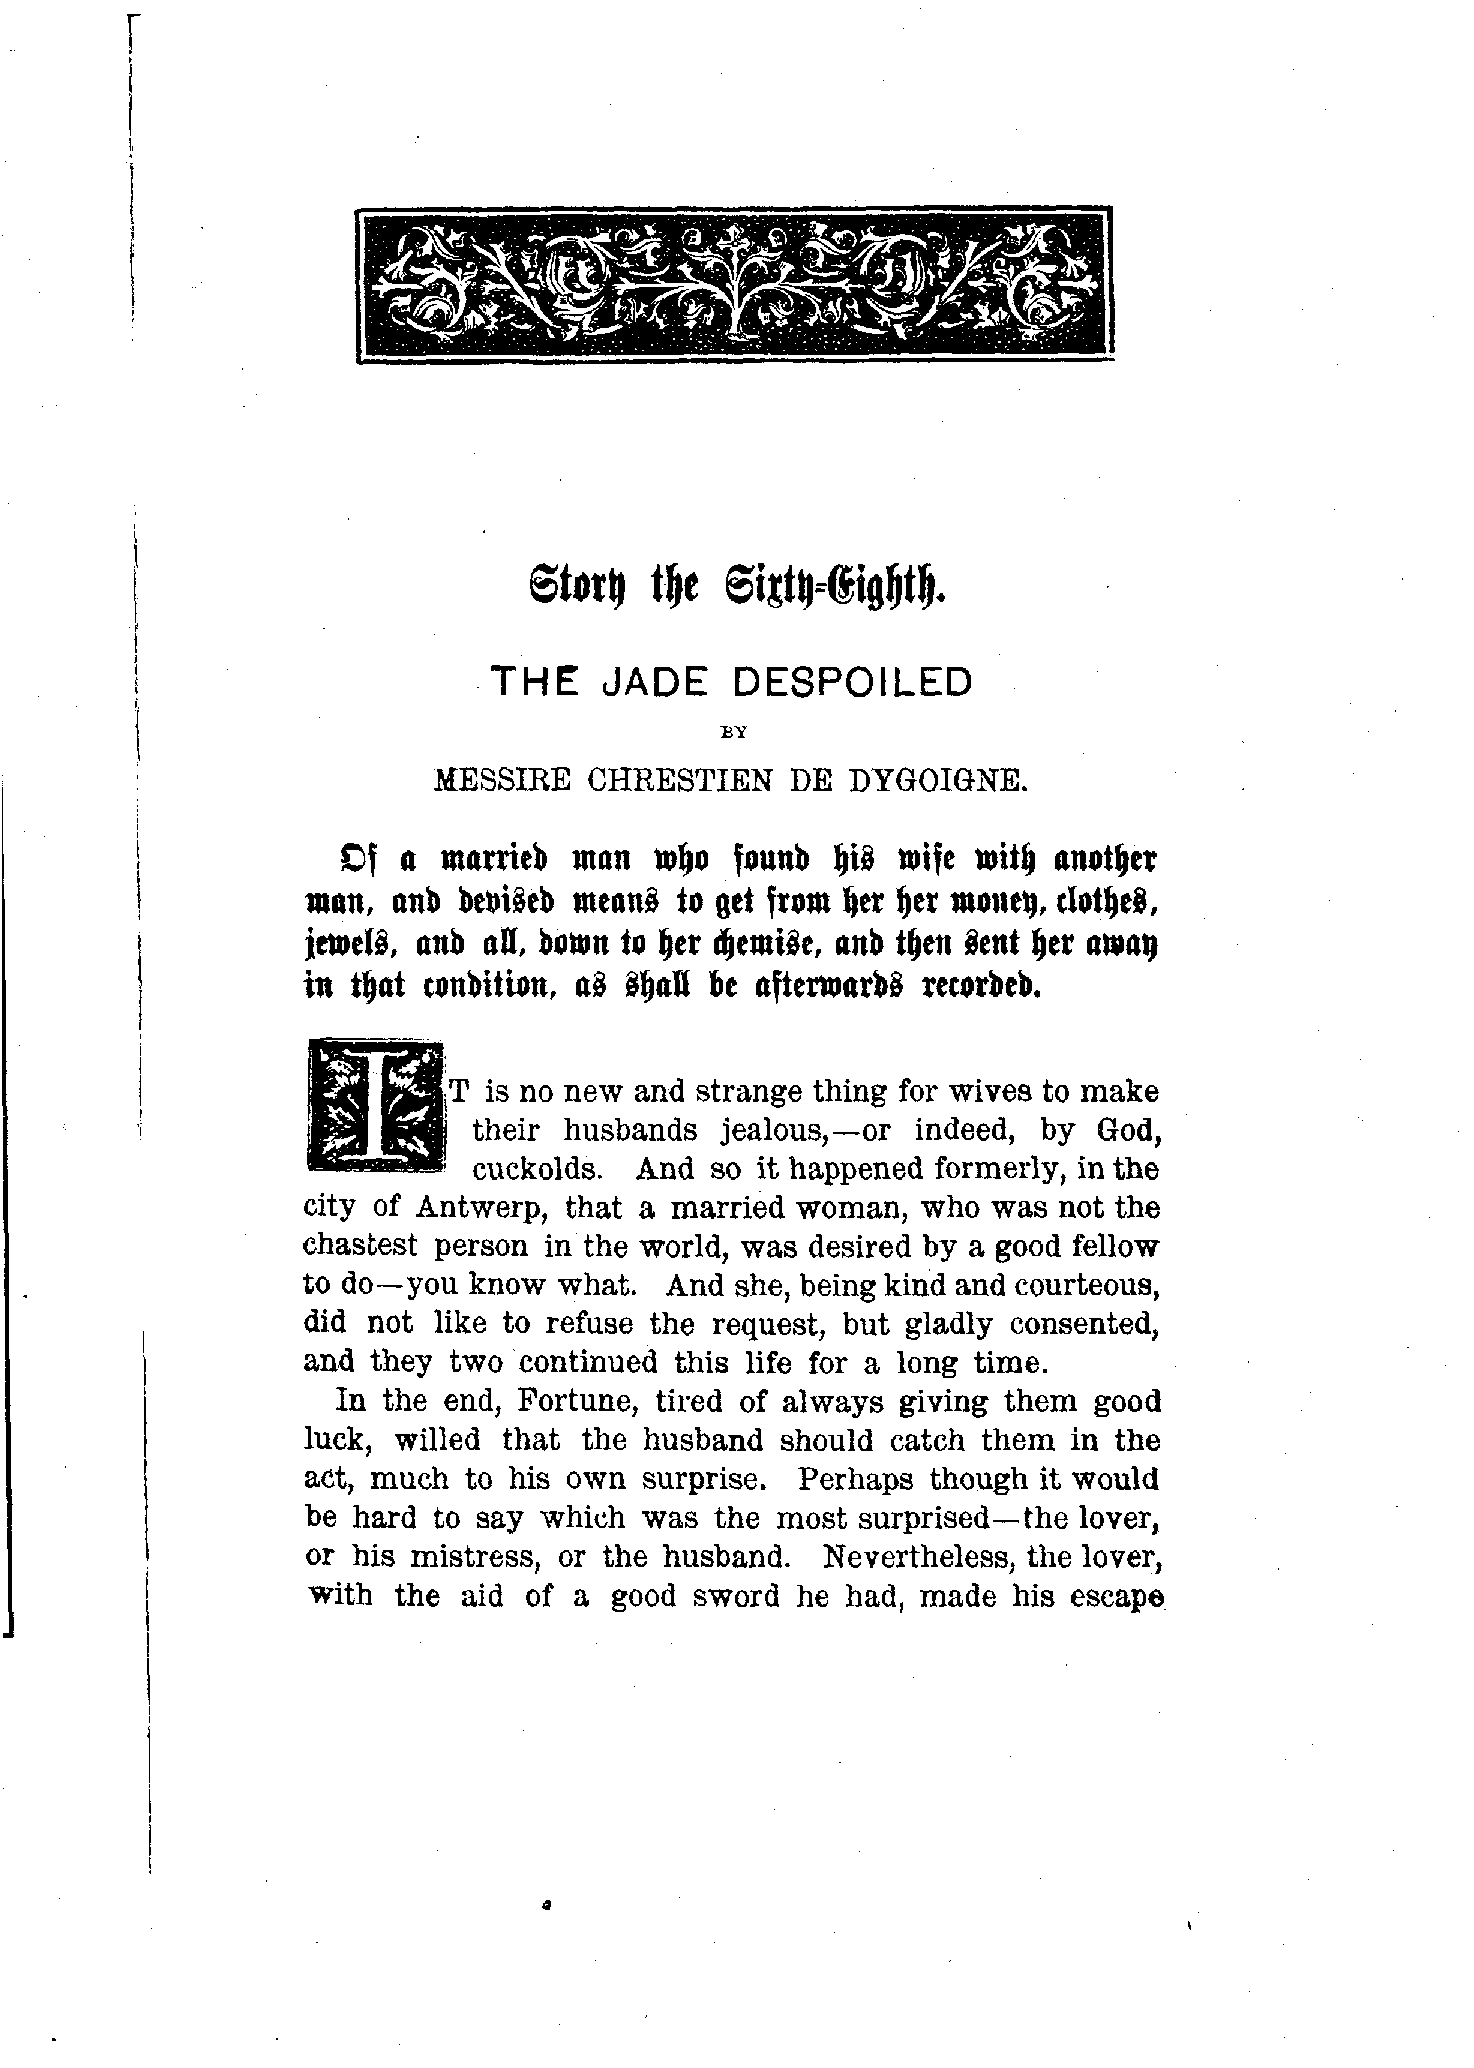 Story the Sixty-Eighth.
THE JADE DESPOILED
BY
MESSIRE CHRESTIEN DE DYGOIGNE.
Of a married man who found his wife with another
man, and devised means to get from her her money, clothes,
jewels, and all, down to her chemise, and then sent her away
in that condition, as shall be afterwards recorded.
IT is no new and strange thing for wives to make
their husbands jealous,—or indeed, by God,
cuckolds. And so it happened formerly, in the
city of Antwerp, that a married woman, who was not the
chastest person in the world, was desired by a good fellow
to do—you know what. And she, being kind and courteous,
did not like to refuse the request, but gladly consented,
and they two continued this life for a long time.
In the end, Fortune, tired of always giving them good
luck, willed that the husband should catch them in the
act, much to his own surprise. Perhaps though it would
be hard to say which was the most surprised—the lover,
or his mistress, or the husband. Nevertheless, the lover,
with the aid of a good sword he had, made his escape